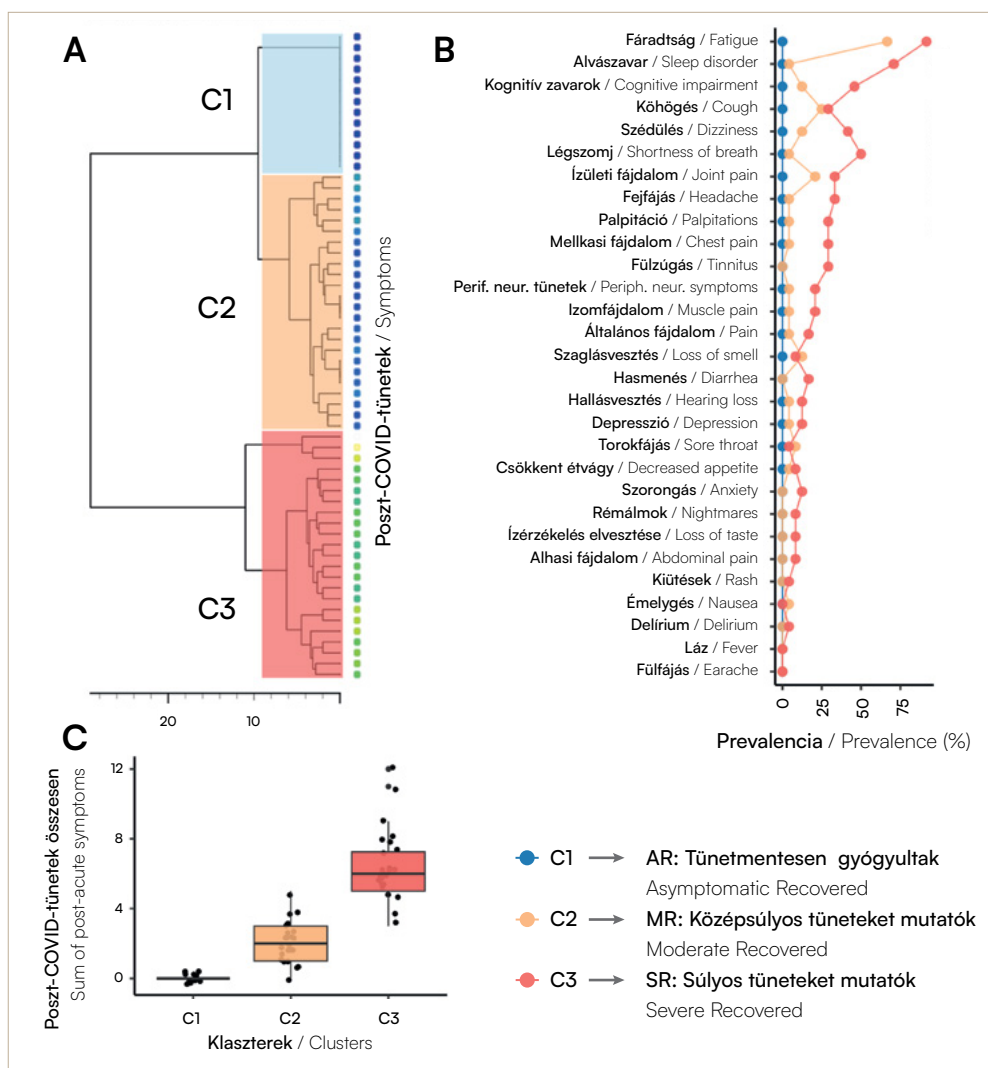 A
C1
C2
C3
Poszt-COVID-tünetek / Symptoms
20
10
B
Fáradtság / Fatigue
Alvászavar / Sleep disorder
Kognitív zavarok / Cognitive impairment
Köhögés / Cough
Szédülés / Dizziness
Légszomj / Shortness of breath
Ízületi fájdalom / Joint pain
Fejfájás / Headache
Palpitáció / Palpitations
Mellkasi fájdalom / Chest pain
Fülzúgás / Tinnitus
Perif. neur. tünetek / Periph. neur. symptoms
Izomfájdalom / Muscle pain
Általános fájdalom / Pain
Szaglásvesztés / Loss of smell
Hasmenés / Diarrhea
Hallásvesztés / Hearing loss
Depresszió / Depression
Torokfájás / Sore throat
Csökkent étvágy / Decreased appetite
Szorongás / Anxiety
Rémálmok / Nightmares
Ízérzékelés elvesztése / Loss of taste
Alhasi fájdalom / Abdominal pain
Kiütések / Rash
Émelygés / Nausea
Delírium / Delirium
Láz / Fever
Fülfájás / Earache
0
25
50
75
Prevalencia / Prevalence (%)
C
Poszt-COVID-tünetek összesen
Sum of post-acute symptoms
12
8
4
0
C1
C2
C3
Klaszterek / Clusters
C1 AR: Tünetmentesen gyógyultak
Asymptomatic Recovered
C2 MR: Középsúlyos tüneteket mutatók
Moderate Recovered
C3 SR: Súlyos tüneteket mutatók
Severe Recovered